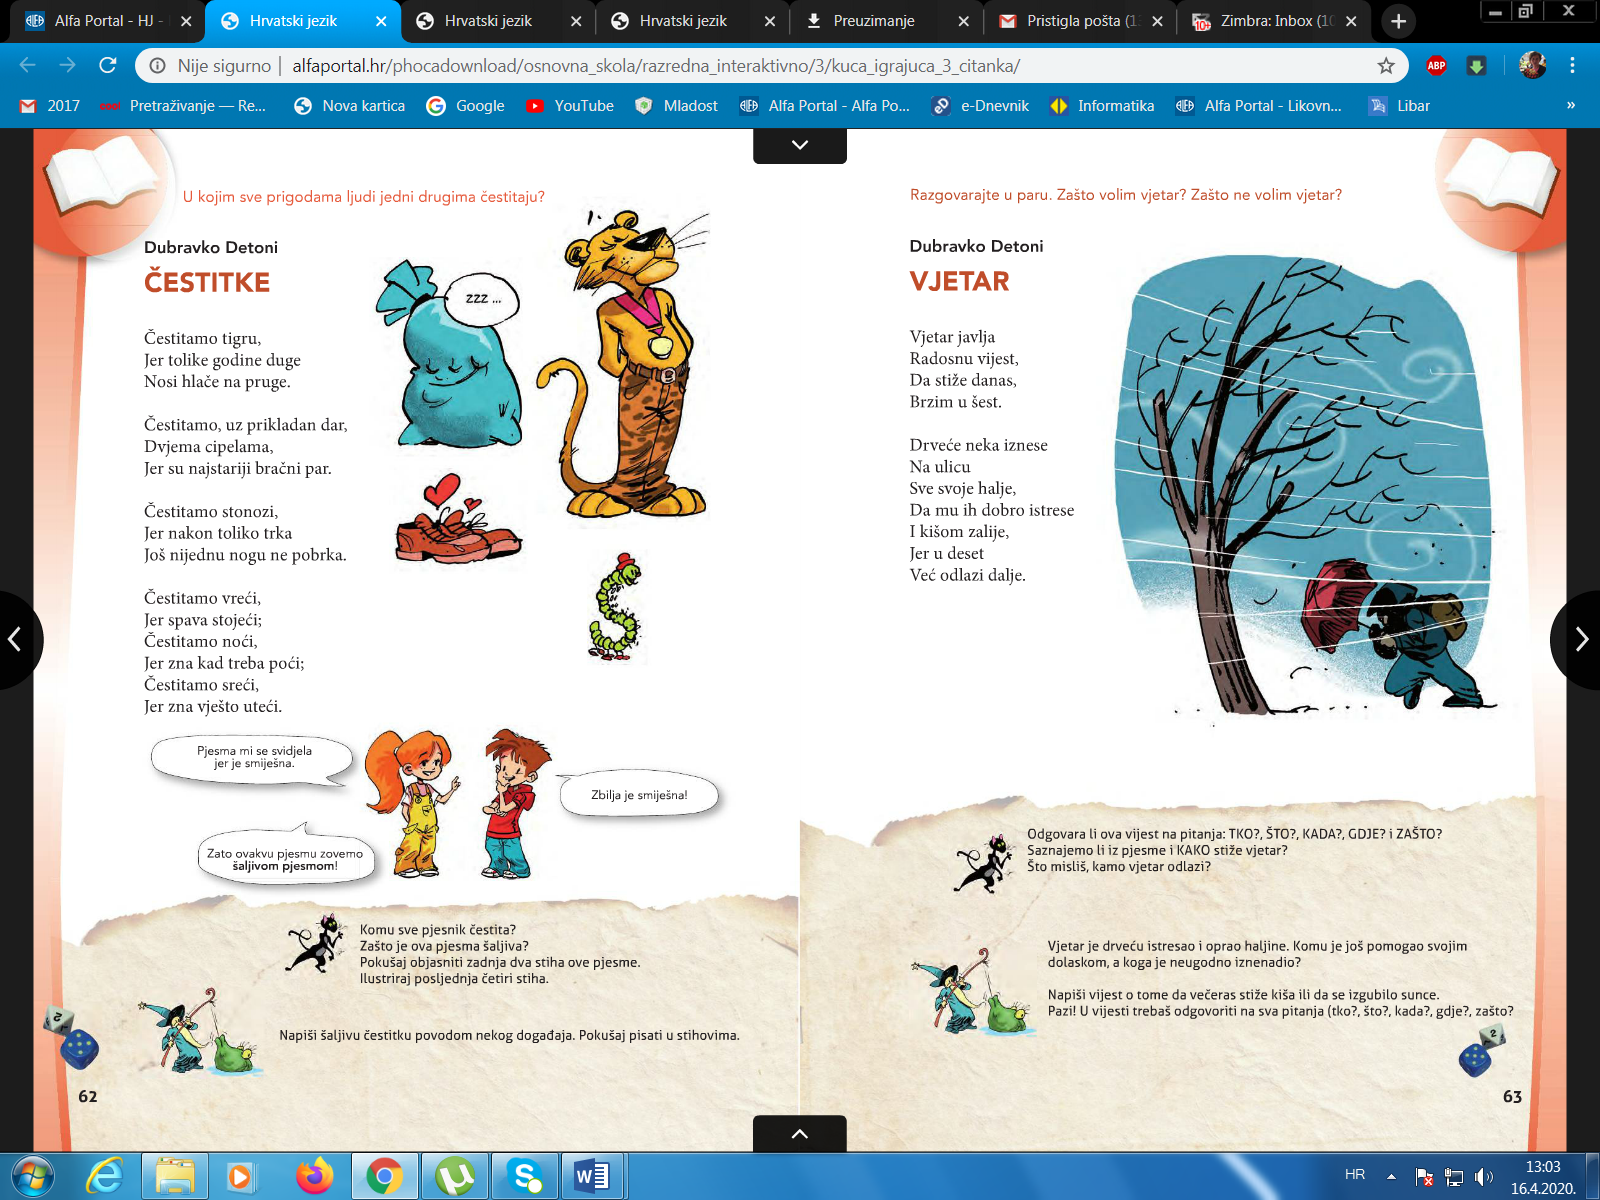 Alfa Portal - HJ -
Hrvatski jezik
Hrvatski jezik
Hrvatski jezik
Preuzimanje
Pristigla pošta (1
Zimbra: Inbox (10
Nije sigurno | alfaportal.hr/phocadownload/osnovna_skola/razredna_interaktivno/3/kuca_igrajuca_3_citanka/
ABP
2017
cool
Pretraživanje — Re...
Nova kartica
Google
YouTube
Mladost
Alfa Portal - Alfa Po...
e-Dnevnik
Informatika
Alfa Portal - Likovn...
Libar
»
U kojim sve prigodama ljudi jedni drugima čestitaju?
Dubravko Detoni
ČESTITKE
zzz ...
Čestitamo tigru,
Jer tolike godine duge
Nosi hlače na pruge.
Čestitamo, uz prikladan dar,
Dvjema cipelama,
Jer su najstariji bračni par.
Čestitamo stonozi,
Jer nakon toliko trka
Još nijednu nogu ne pobrka.
Čestitamo vreći,
Jer spava stojeći;
Čestitamo noći,
Jer zna kad treba poći;
Čestitamo sreći,
Jer zna vješto uteći.
Pjesma mi se svidjela
jer je smiješna.
Zbilja je smiješna!
Zato ovakvu pjesmu zovemo
šaljivom pjesmom!
Komu sve pjesnik čestita?
Zašto je ova pjesma šaljiva?
Pokušaj objasniti zadnja dva stiha ove pjesme.
Ilustriraj posljednja četiri stiha.
Napiši šaljivu čestitku povodom nekog događaja. Pokušaj pisati u stihovima.
62
Razgovarajte u paru. Zašto volim vjetar? Zašto ne volim vjetar?
Dubravko Detoni
VJETAR
Vjetar javlja
Radosnu vijest,
Da stiže danas,
Brzim u šest.
Drveće neka iznese
Na ulicu
Sve svoje halje,
Da mu ih dobro istrese
I kišom zalije,
Jer u deset
Već odlazi dalje.
Odgovara li ova vijest na pitanja: TKO?, ŠTO?, KADA?, GDJE? i ZAŠTO?
Saznajemo li iz pjesme i KAKO stiže vjetar?
Što misliš, kamo vjetar odlazi?
Vjetar je drveću istresao i oprao haljine. Komu je još pomogao svojim
dolaskom, a koga je neugodno iznenadio?
Napiši vijest o tome da večeras stiže kiša ili da se izgubilo sunce.
Pazi! U vijesti trebaš odgovoriti na sva pitanja (tko?, što?, kada?, gdje?, zašto?
63
HR
13:03
16.4.2020.